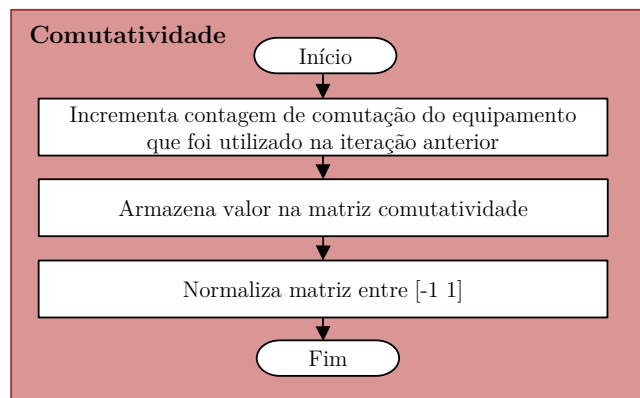 Comutatividade
Início
Incrementa contagem de comutação do equipamento
que foi utilizado na iteração anterior
Armazena valor na matriz comutatividade
Normaliza matriz entre [-1 1]
Fim